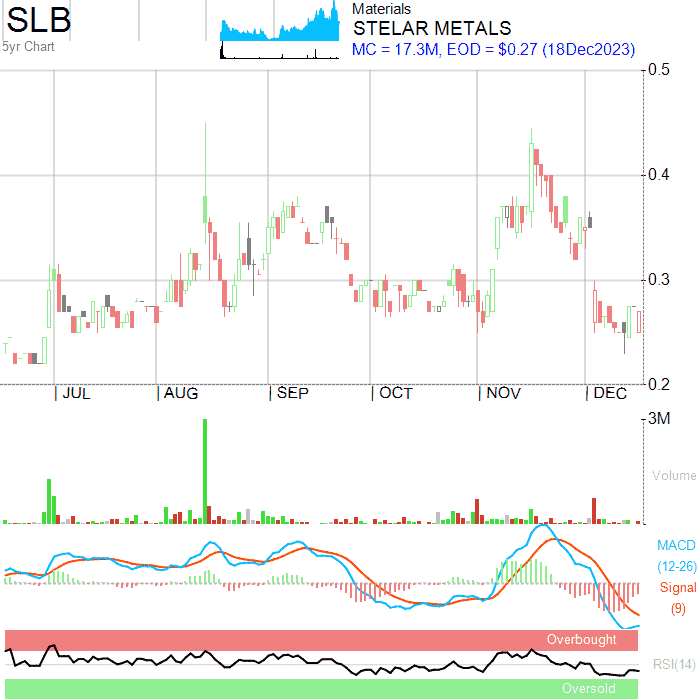 SLB
5yr Chart
Materials
STELAR METALS
MC = 17.3M, EOD = $0.27 (18Dec2023)
0.5
0.4
0.3
0.2
JUL AUG SEP OCT NOV DEC
3M
Volume
MACD
(12-26)
Signal
(9)
Overbought
RSI(14)
Oversold